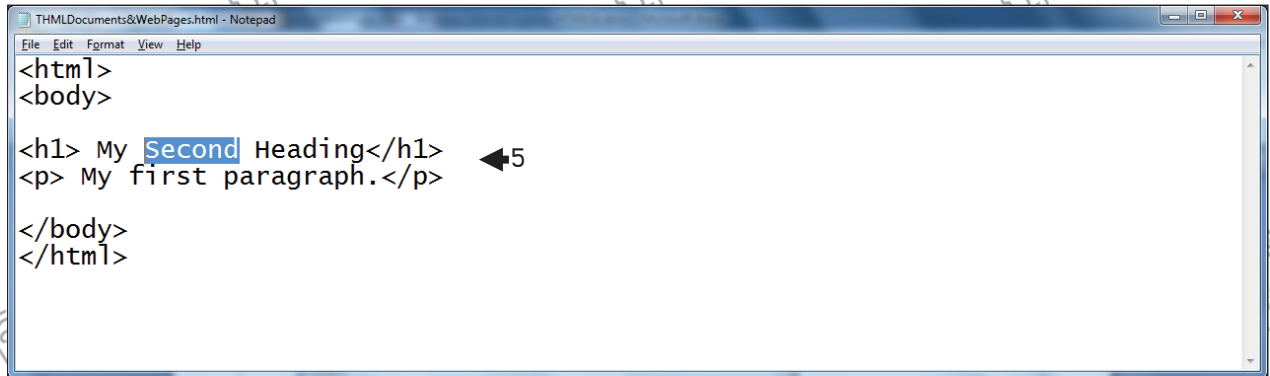 THMLDocuments&WebPages.html - Notepad
File Edit Format View Help
<html>
<body>
<h1> My Second Heading</h1>
5
<p> My first paragraph.</p>
</body>
</html>